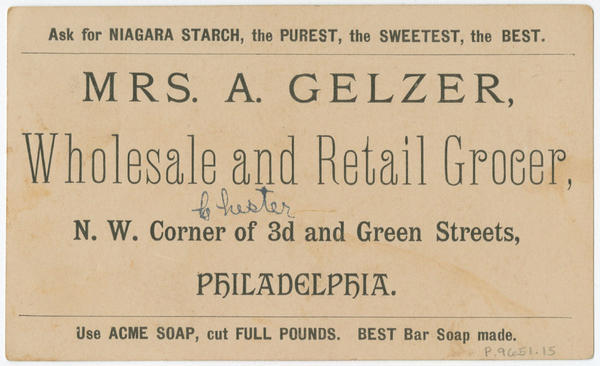 Ask for NIAGARA STARCH, the PUREST, the SWEETEST, the BEST.
MRS. A. GELZER,
Wholesale and Retail Grocer,
Chester
N. W. Corner of 3d and Green Streets,
PHILADELPHIA.
Use ACME SOAP, cut FULL POUNDS. BEST Bar Soap made.
P.9651.15